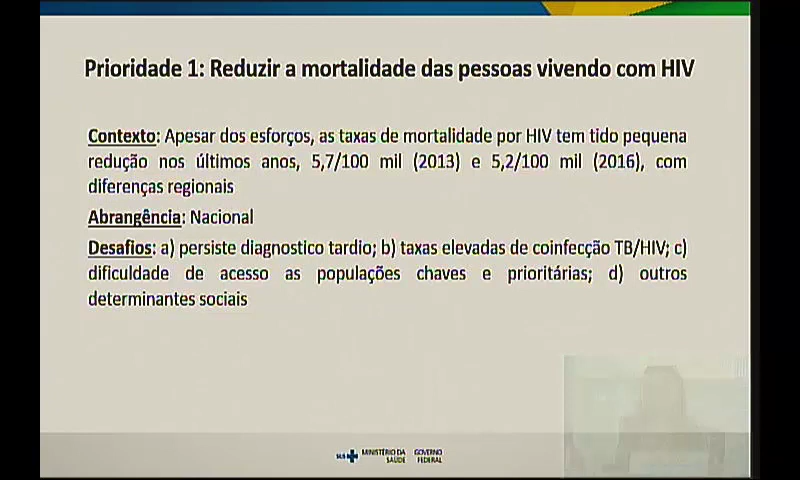 Prioridade 1: Reduzir a mortalidade das pessoas vivendo com HIV
Contexto: Apesar dos esforços, as taxas de mortalidade por HIV tem tido pequena
redução nos últimos anos, 5,7/100 mil (2013) e 5,2/100 mil (2016), com
diferenças regionais
Abrangência: Nacional
Desafios: a) persiste diagnostico tardio; b) taxas elevadas de coinfecção TB/HIV; c)
dificuldade de acesso as populações chaves e prioritárias; d) outros
determinantes sociais
SUS MINISTÉRIO DA SAÚDE GOVERNO FEDERAL